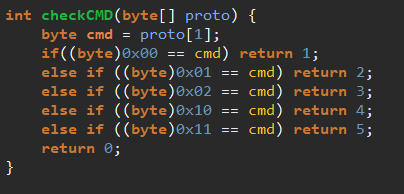 int checkCMD(byte[] proto) {
    byte cmd = proto[1];
    if((byte)0x00 == cmd) return 1;
    else if ((byte)0x01 == cmd) return 2;
    else if ((byte)0x02 == cmd) return 3;
    else if ((byte)0x10 == cmd) return 4;
    else if ((byte)0x11 == cmd) return 5;
    return 0;
}